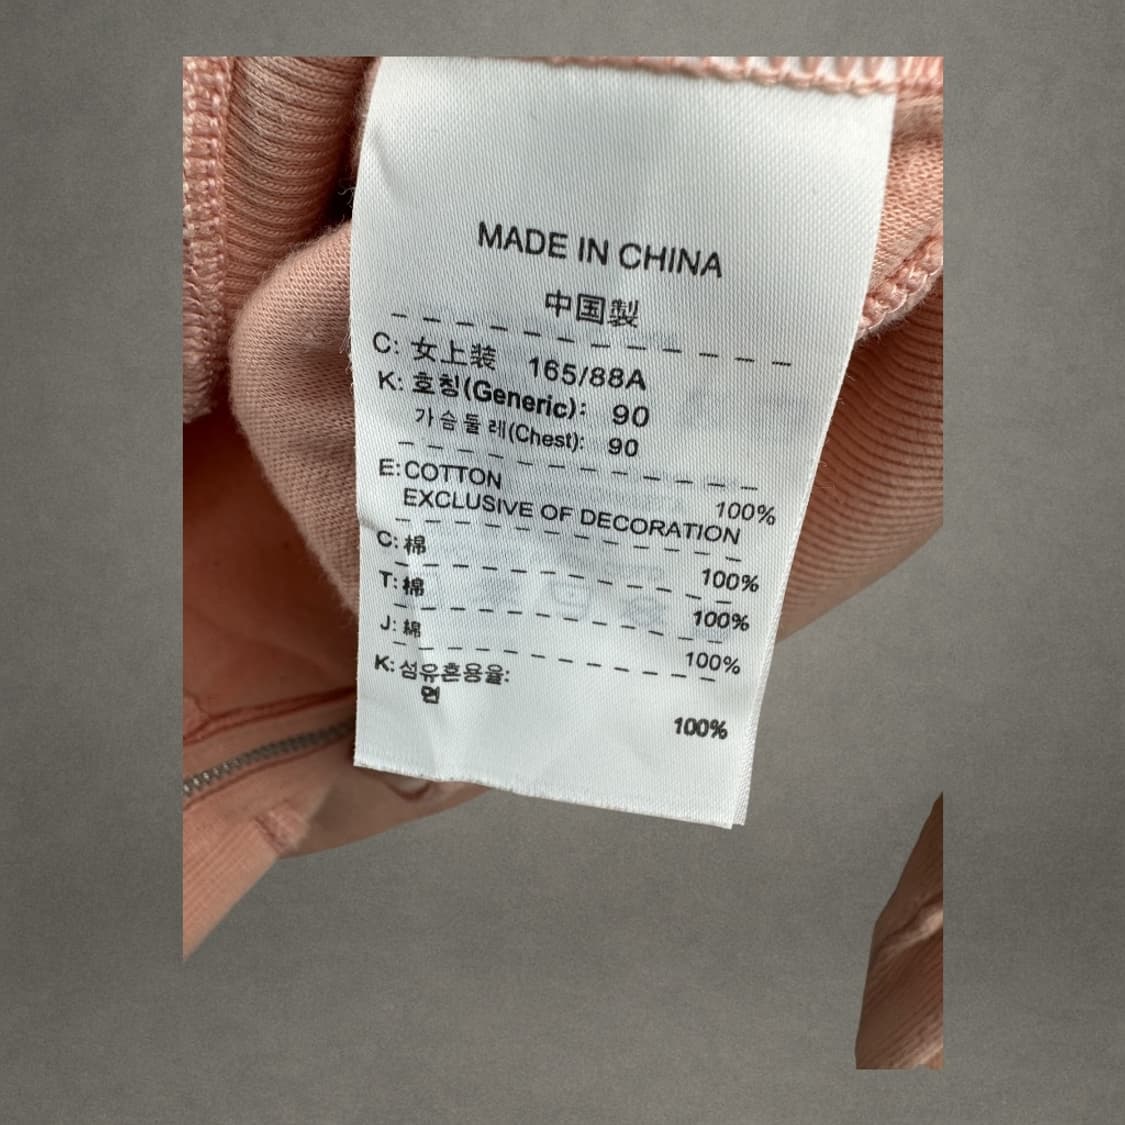 MADE IN CHINA
中国製
C: 女上装 165/88A
K: 호칭(Generic): 90
가슴둘레(Chest): 90
E: COTTON 100%
EXCLUSIVE OF DECORATION
C: 棉 100%
T: 棉 100%
J: 綿 100%
K: 섬유혼용율:
면 100%